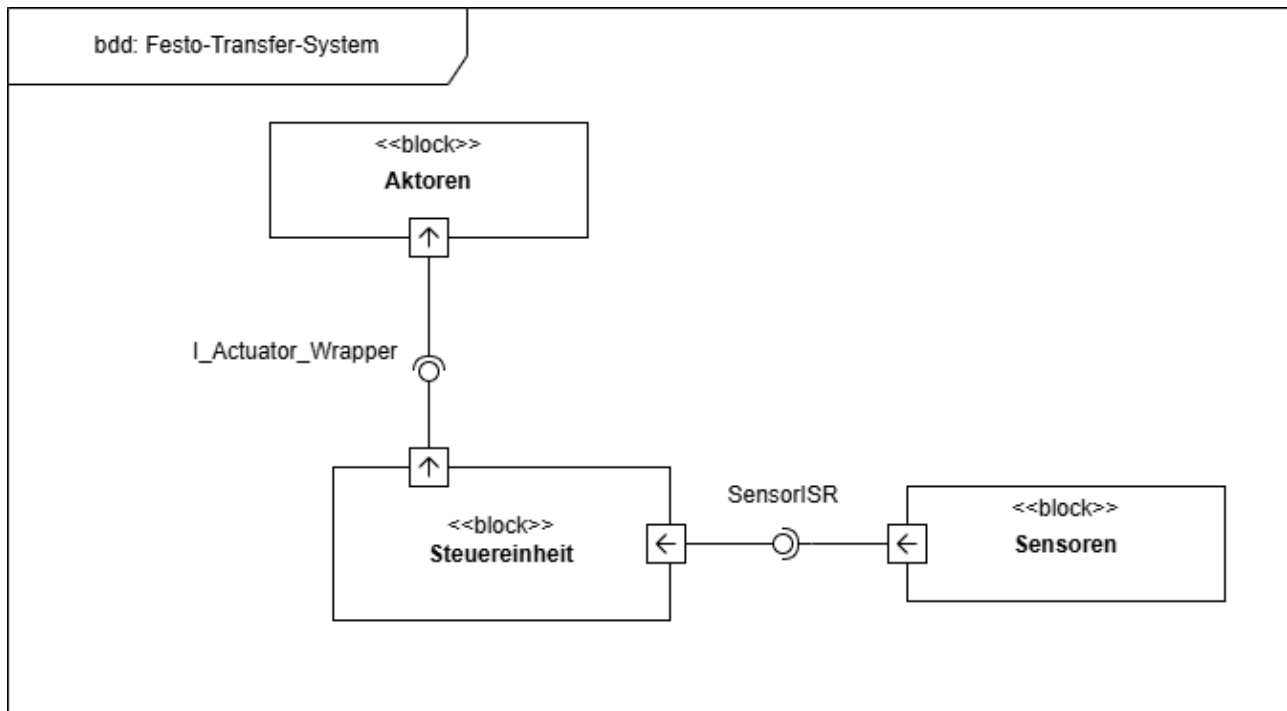 bdd: Festo-Transfer-System
<<block>>
Aktoren
I_Actuator_Wrapper
<<block>>
Steuereinheit
SensorISR
<<block>>
Sensoren